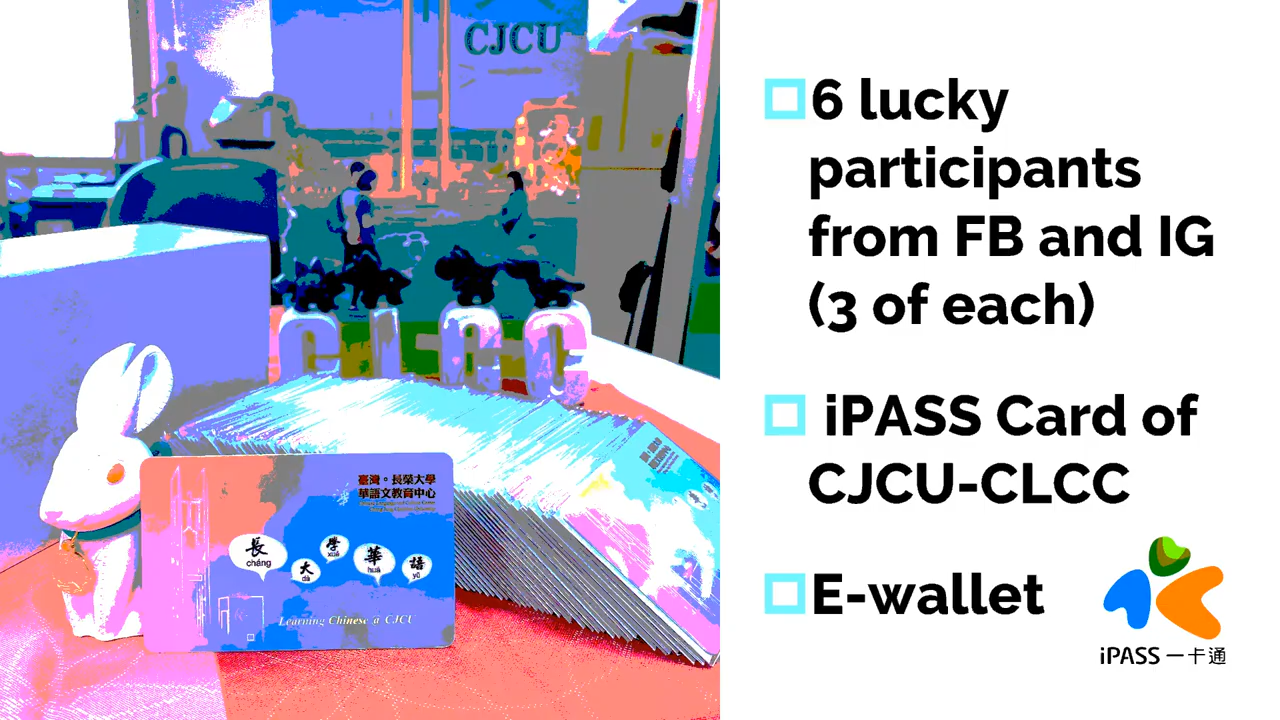 CJCU
CLCC
臺灣。長榮大學
華語文教育中心
長 大 學 華 語
cháng dà xué huá yǔ
Learning Chinese @ CJCU
6 lucky
participants
from FB and IG
(3 of each)
iPASS Card of
CJCU-CLCC
E-wallet
iPASS 一卡通